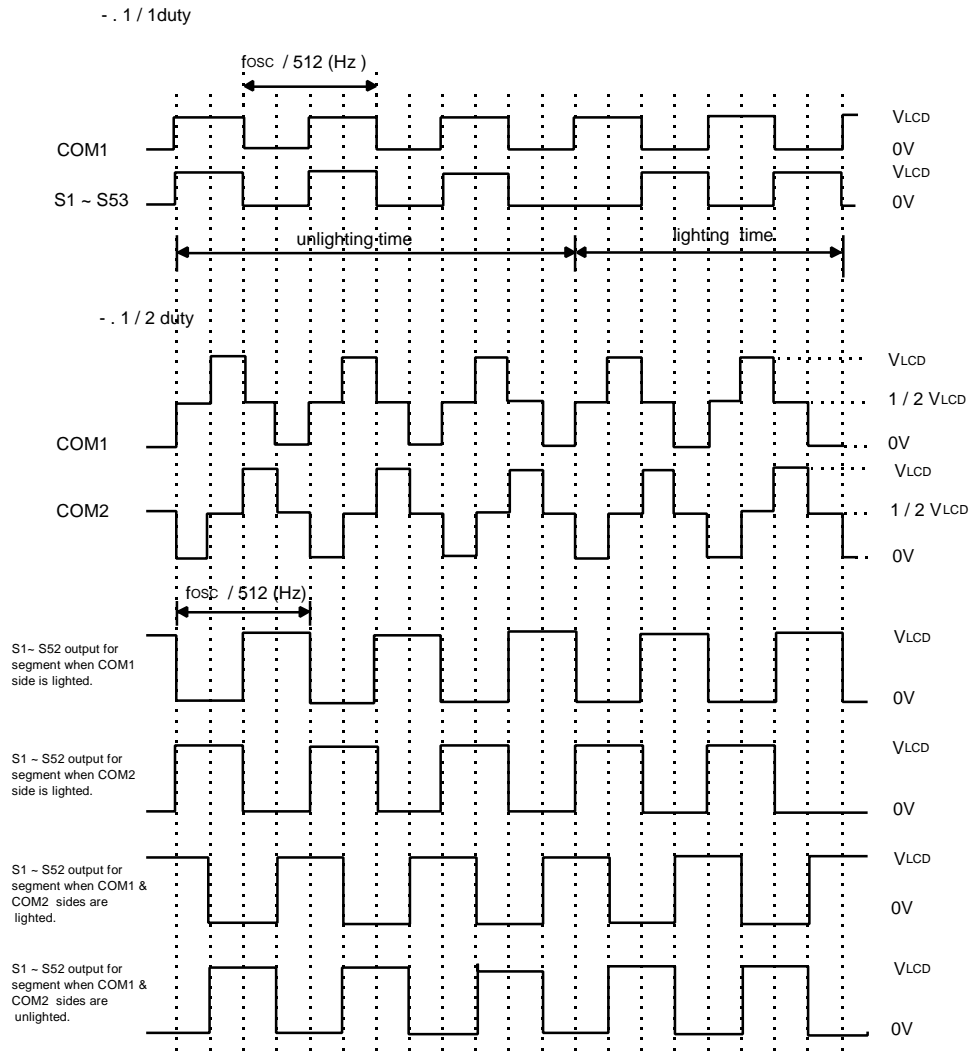 - . 1 / 1duty
fOSC / 512 (Hz )
VLCD
COM1
0V
VLCD
S1 ~ S53
0V
unlighting time
lighting time
- . 1 / 2 duty
VLCD
1 / 2 VLCD
COM1
0V
VLCD
COM2
1 / 2 VLCD
0V
fOSC / 512 (Hz)
S1~ S52 output for
segment when COM1
side is lighted.
VLCD
0V
S1 ~ S52 output for
segment when COM2
side is lighted.
VLCD
0V
S1 ~ S52 output for
segment when COM1 &
COM2 sides are
lighted.
VLCD
0V
S1 ~ S52 output for
segment when COM1 &
COM2 sides are
unlighted.
VLCD
0V